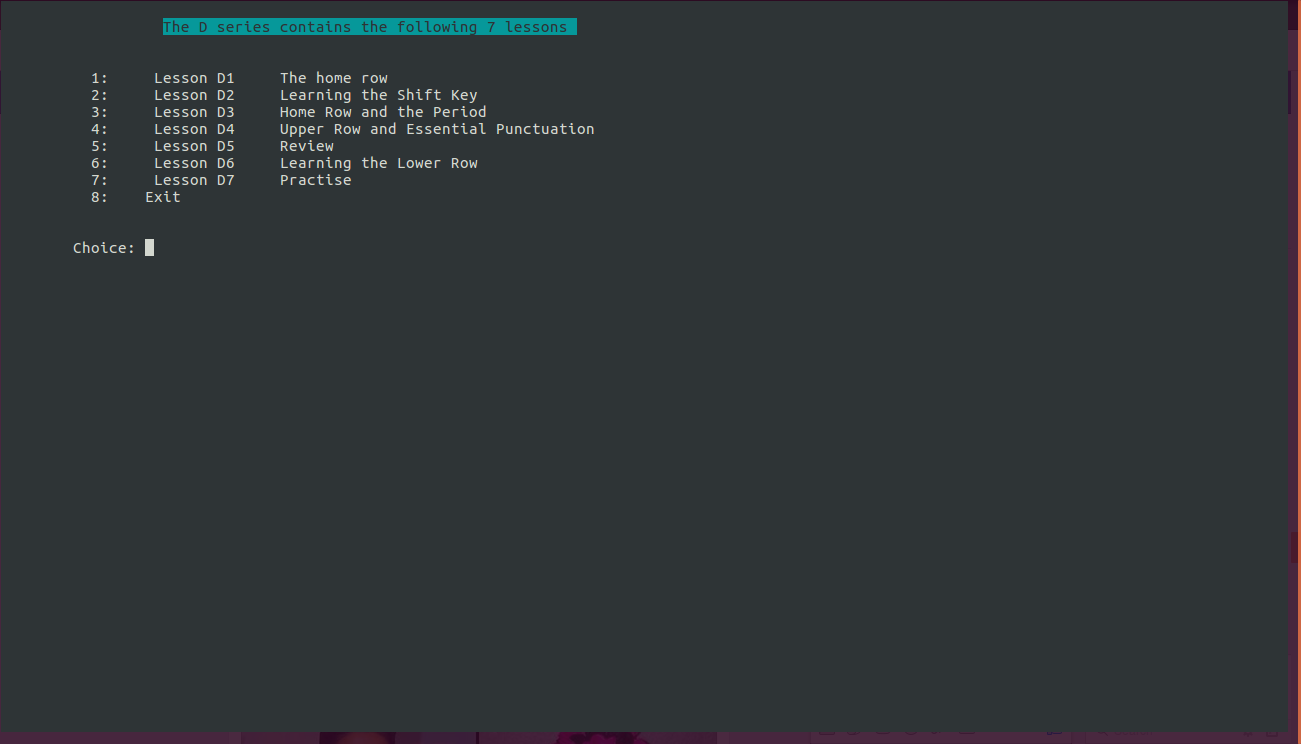 The D series contains the following 7 lessons
1: Lesson D1 The home row
2: Lesson D2 Learning the Shift Key
3: Lesson D3 Home Row and the Period
4: Lesson D4 Upper Row and Essential Punctuation
5: Lesson D5 Review
6: Lesson D6 Learning the Lower Row
7: Lesson D7 Practise
8: Exit
Choice: